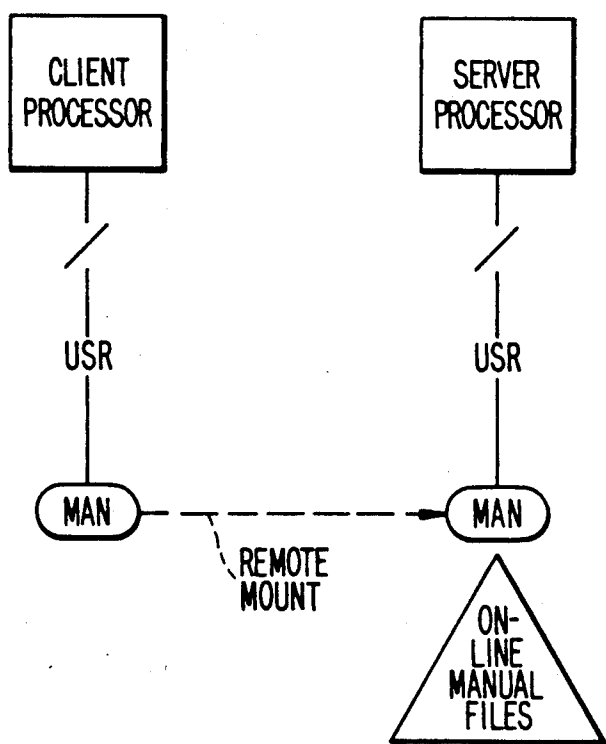 CLIENT
PROCESSOR
SERVER
PROCESSOR
/
/
USR
USR
MAN
MAN
REMOTE
MOUNT
ON-
LINE
MANUAL
FILES